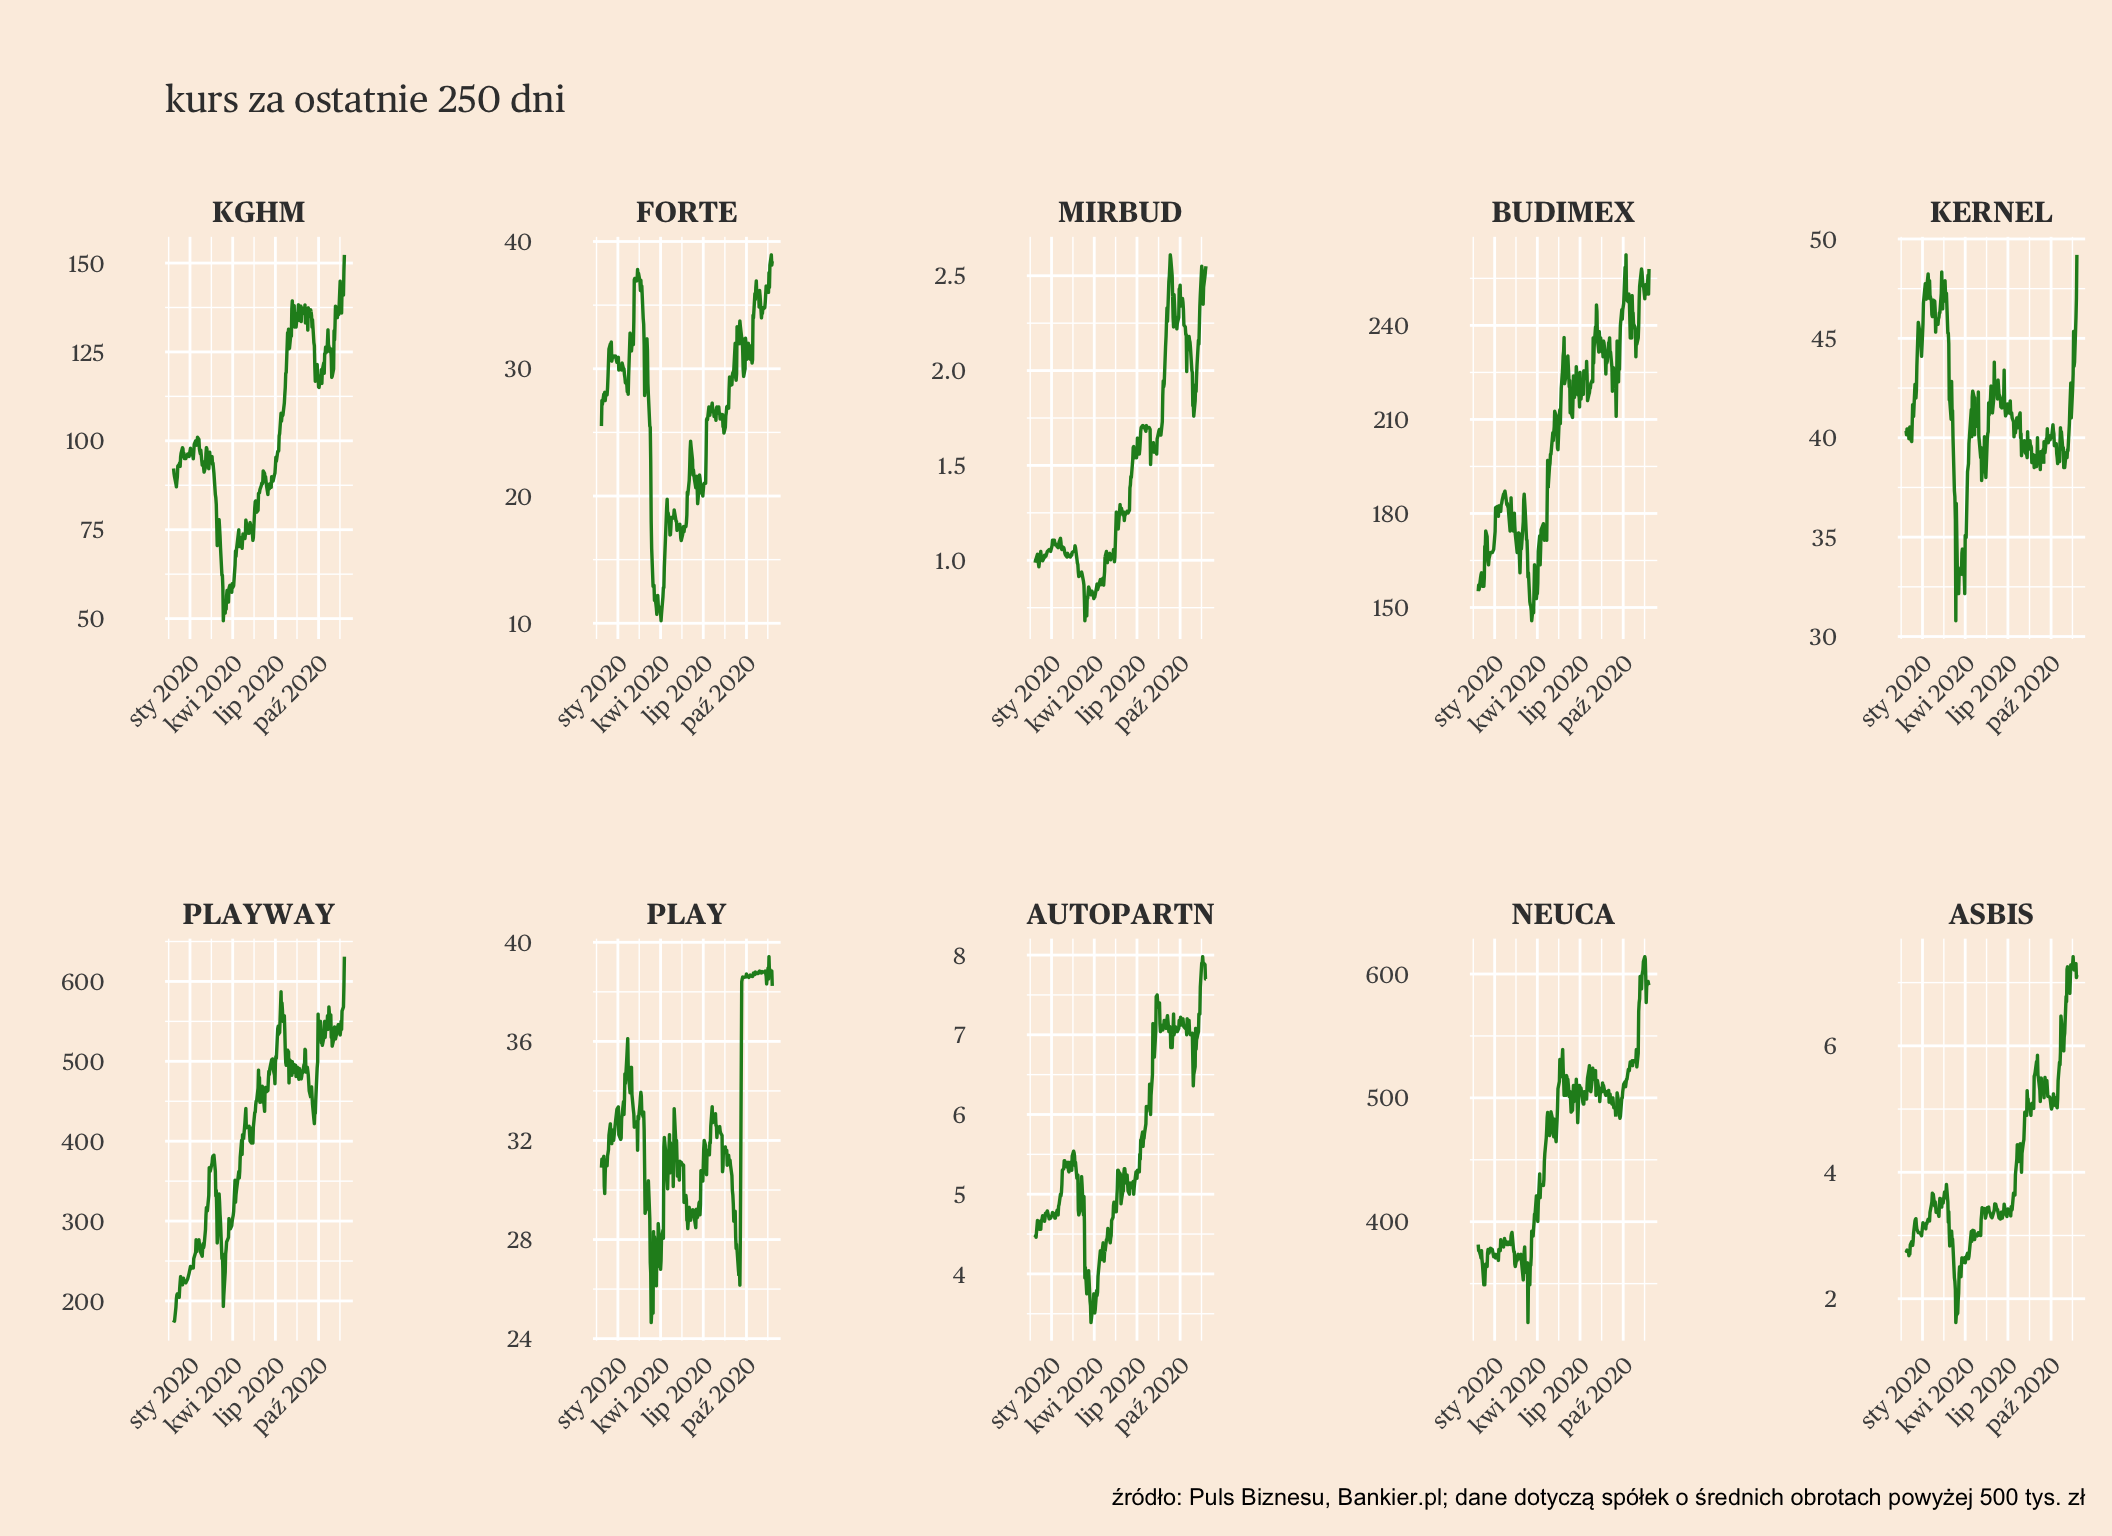 kurs za ostatnie 250 dni
KGHM
150
125
100
75
50
sty 2020
kwi 2020
lip 2020
paź 2020
FORTE
40
30
20
10
sty 2020
kwi 2020
lip 2020
paź 2020
MIRBUD
2.5
2.0
1.5
1.0
sty 2020
kwi 2020
lip 2020
paź 2020
BUDIMEX
240
210
180
150
sty 2020
kwi 2020
lip 2020
paź 2020
KERNEL
50
45
40
35
30
sty 2020
kwi 2020
lip 2020
paź 2020
PLAYWAY
600
500
400
300
200
sty 2020
kwi 2020
lip 2020
paź 2020
PLAY
40
36
32
28
24
sty 2020
kwi 2020
lip 2020
paź 2020
AUTOPARTN
8
7
6
5
4
sty 2020
kwi 2020
lip 2020
paź 2020
NEUCA
600
500
400
sty 2020
kwi 2020
lip 2020
paź 2020
ASBIS
6
4
2
sty 2020
kwi 2020
lip 2020
paź 2020
źródło: Puls Biznesu, Bankier.pl; dane dotyczą spółek o średnich obrotach powyżej 500 tys. zł